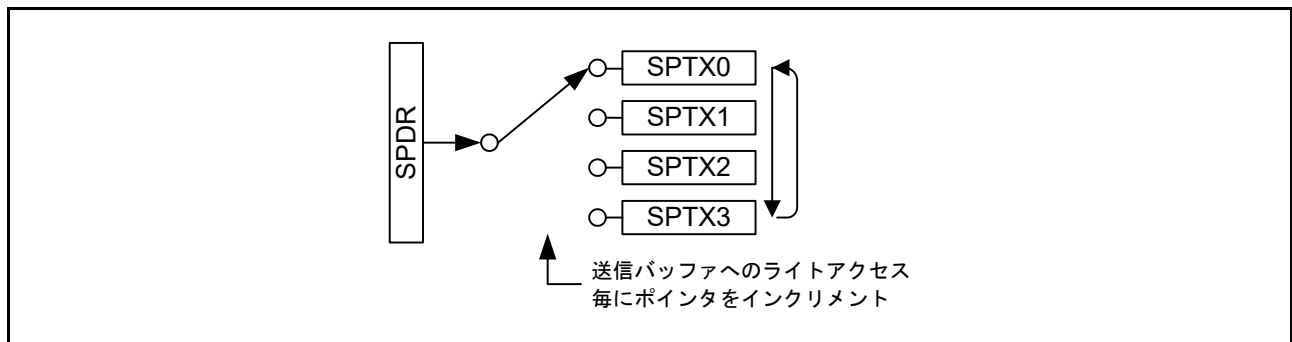 SPDR
SPTX0
SPTX1
SPTX2
SPTX3
送信バッファへのライトアクセス
毎にポインタをインクリメント